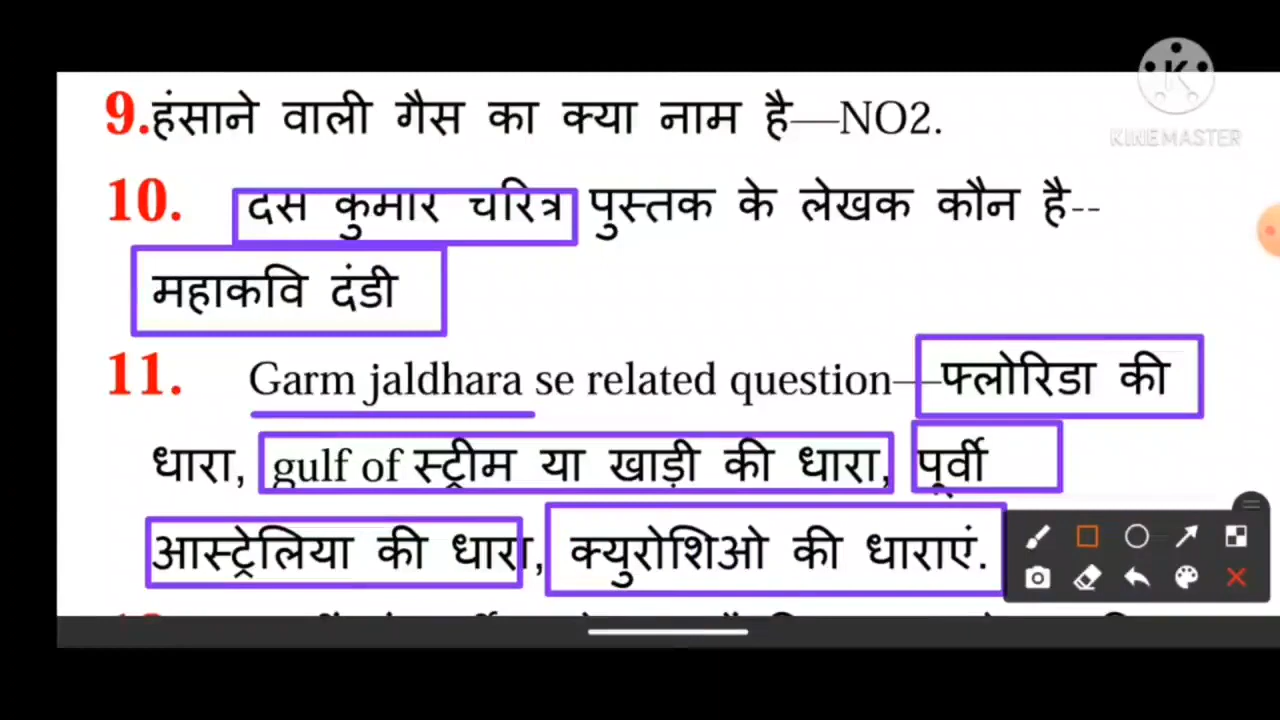 KINEMASTER
9.हंसाने वाली गैस का क्या नाम है—NO2.
10. दस कुमार चरित्र पुस्तक के लेखक कौन है--
महाकवि दंडी
11. Garm jaldhara se related question—फ्लोरिडा की
धारा, gulf of स्ट्रीम या खाड़ी की धारा, पूर्वी
आस्ट्रेलिया की धारा, क्युरोशिओ की धाराएं.